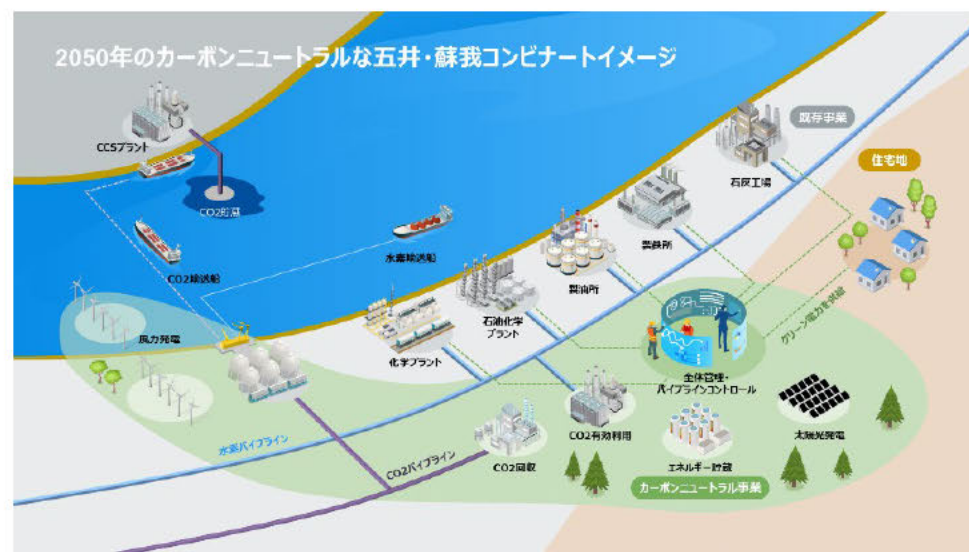 2050年のカーボンニュートラルな五井・蘇我コンビナートイメージ
CCSプラント
CO2貯蔵
CO2輸送船
水素輸送船
既存事業
石灰工場
住宅地
製鉄所
製油所
石油化学
プラント
化学プラント
風力発電
グリーン電力を供給
全体管理・
パイプラインコントロール
水素パイプライン
CO2パイプライン
CO2回収
CO2有効利用
エネルギー貯蔵
太陽光発電
カーボンニュートラル事業